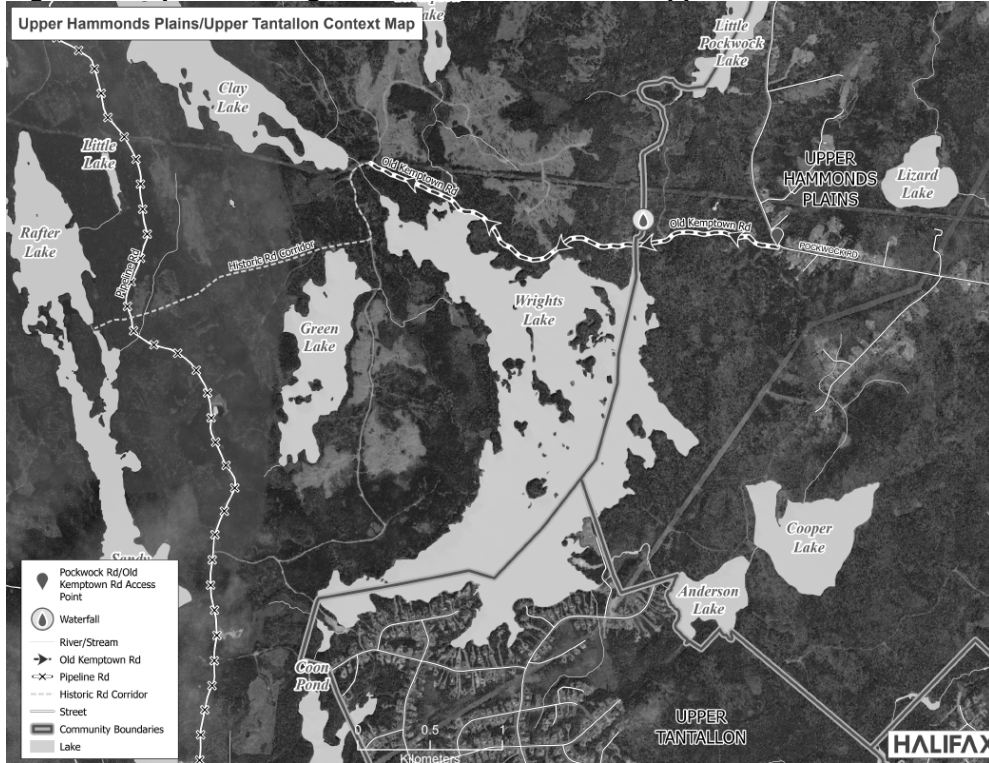 Upper Hammonds Plains/Upper Tantallon Context Map
Little
Pockwock
Lake
Clay
Lake
Little
Lake
Old Kemptown Rd
UPPER
HAMMONDS
PLAINS
Lizard
Lake
Rafter
Lake
Old Kemptown Rd
POCKWOCK RD
Historic Rd Corridor
Pipeline Rd
Green
Lake
Wrights
Lake
Cooper
Lake
Sandy
Anderson
Lake
Coon
Pond
UPPER
TANTALLON
Pockwock Rd/Old
Kemptown Rd Access
Point
Waterfall
River/Stream
Old Kemptown Rd
Pipeline Rd
Historic Rd Corridor
Street
Community Boundaries
Lake
0 0.5 1
Kilometers
HALIFAX